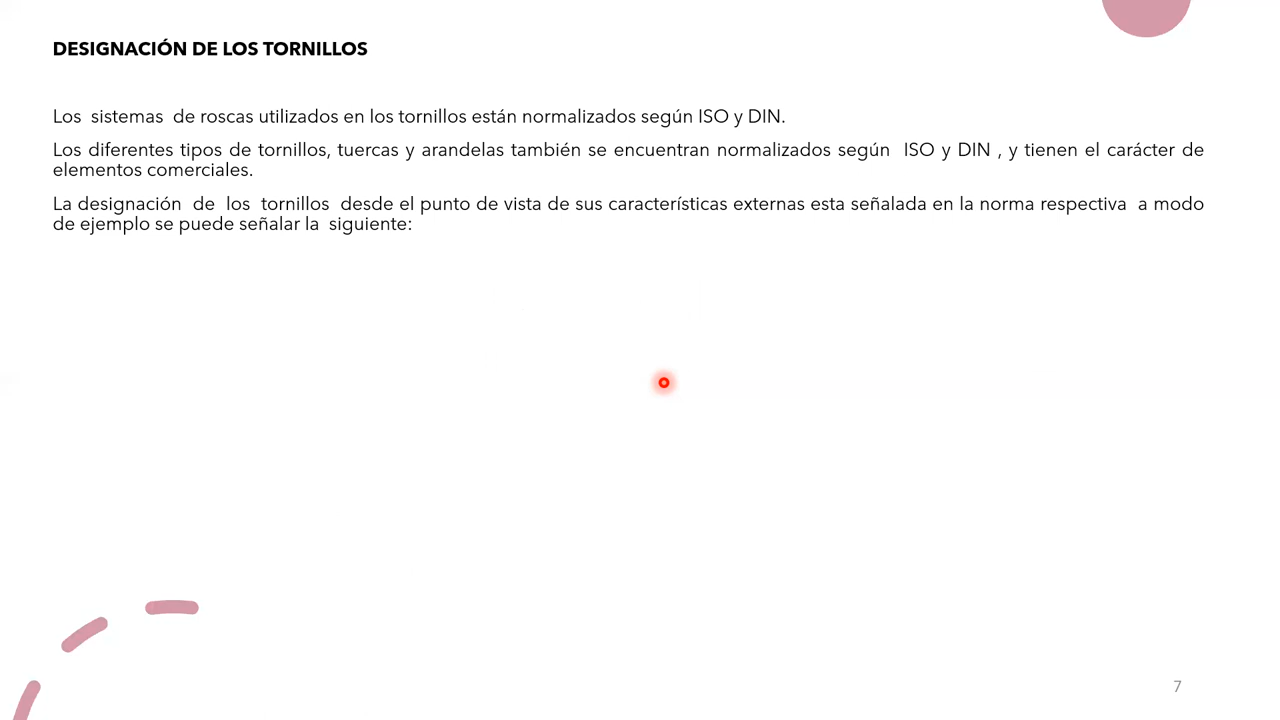 DESIGNACIÓN DE LOS TORNILLOS
Los sistemas de roscas utilizados en los tornillos están normalizados según ISO y DIN.
Los diferentes tipos de tornillos, tuercas y arandelas también se encuentran normalizados según ISO y DIN , y tienen el carácter de
elementos comerciales.
La designación de los tornillos desde el punto de vista de sus características externas esta señalada en la norma respectiva a modo
de ejemplo se puede señalar la siguiente:
7